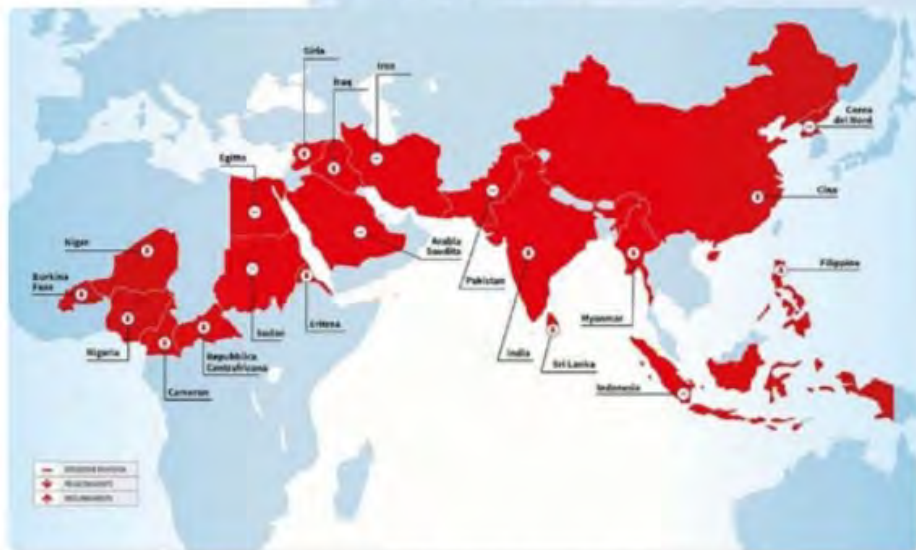 Siria
Iraq
Iran
Corea
del Nord
Egitto
Cina
Niger
Arabia
Saudita
Burkina
Faso
Pakistan
Filippine
Eritrea
Myanmar
Sudan
Nigeria
Repubblica
Centrafricana
India
Sri Lanka
Camerun
Indonesia